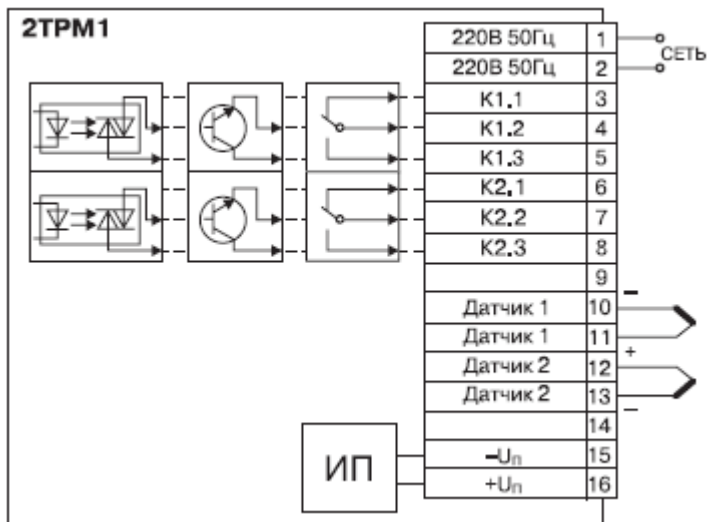 2ТРМ1
220В 50Гц 1
220В 50Гц 2
СЕТЬ
К1.1 3
К1.2 4
К1.3 5
К2.1 6
К2.2 7
К2.3 8
9
−
Датчик 1 10
Датчик 1 11
+
Датчик 2 12
Датчик 2 13
−
14
ИП
−Uп 15
+Uп 16